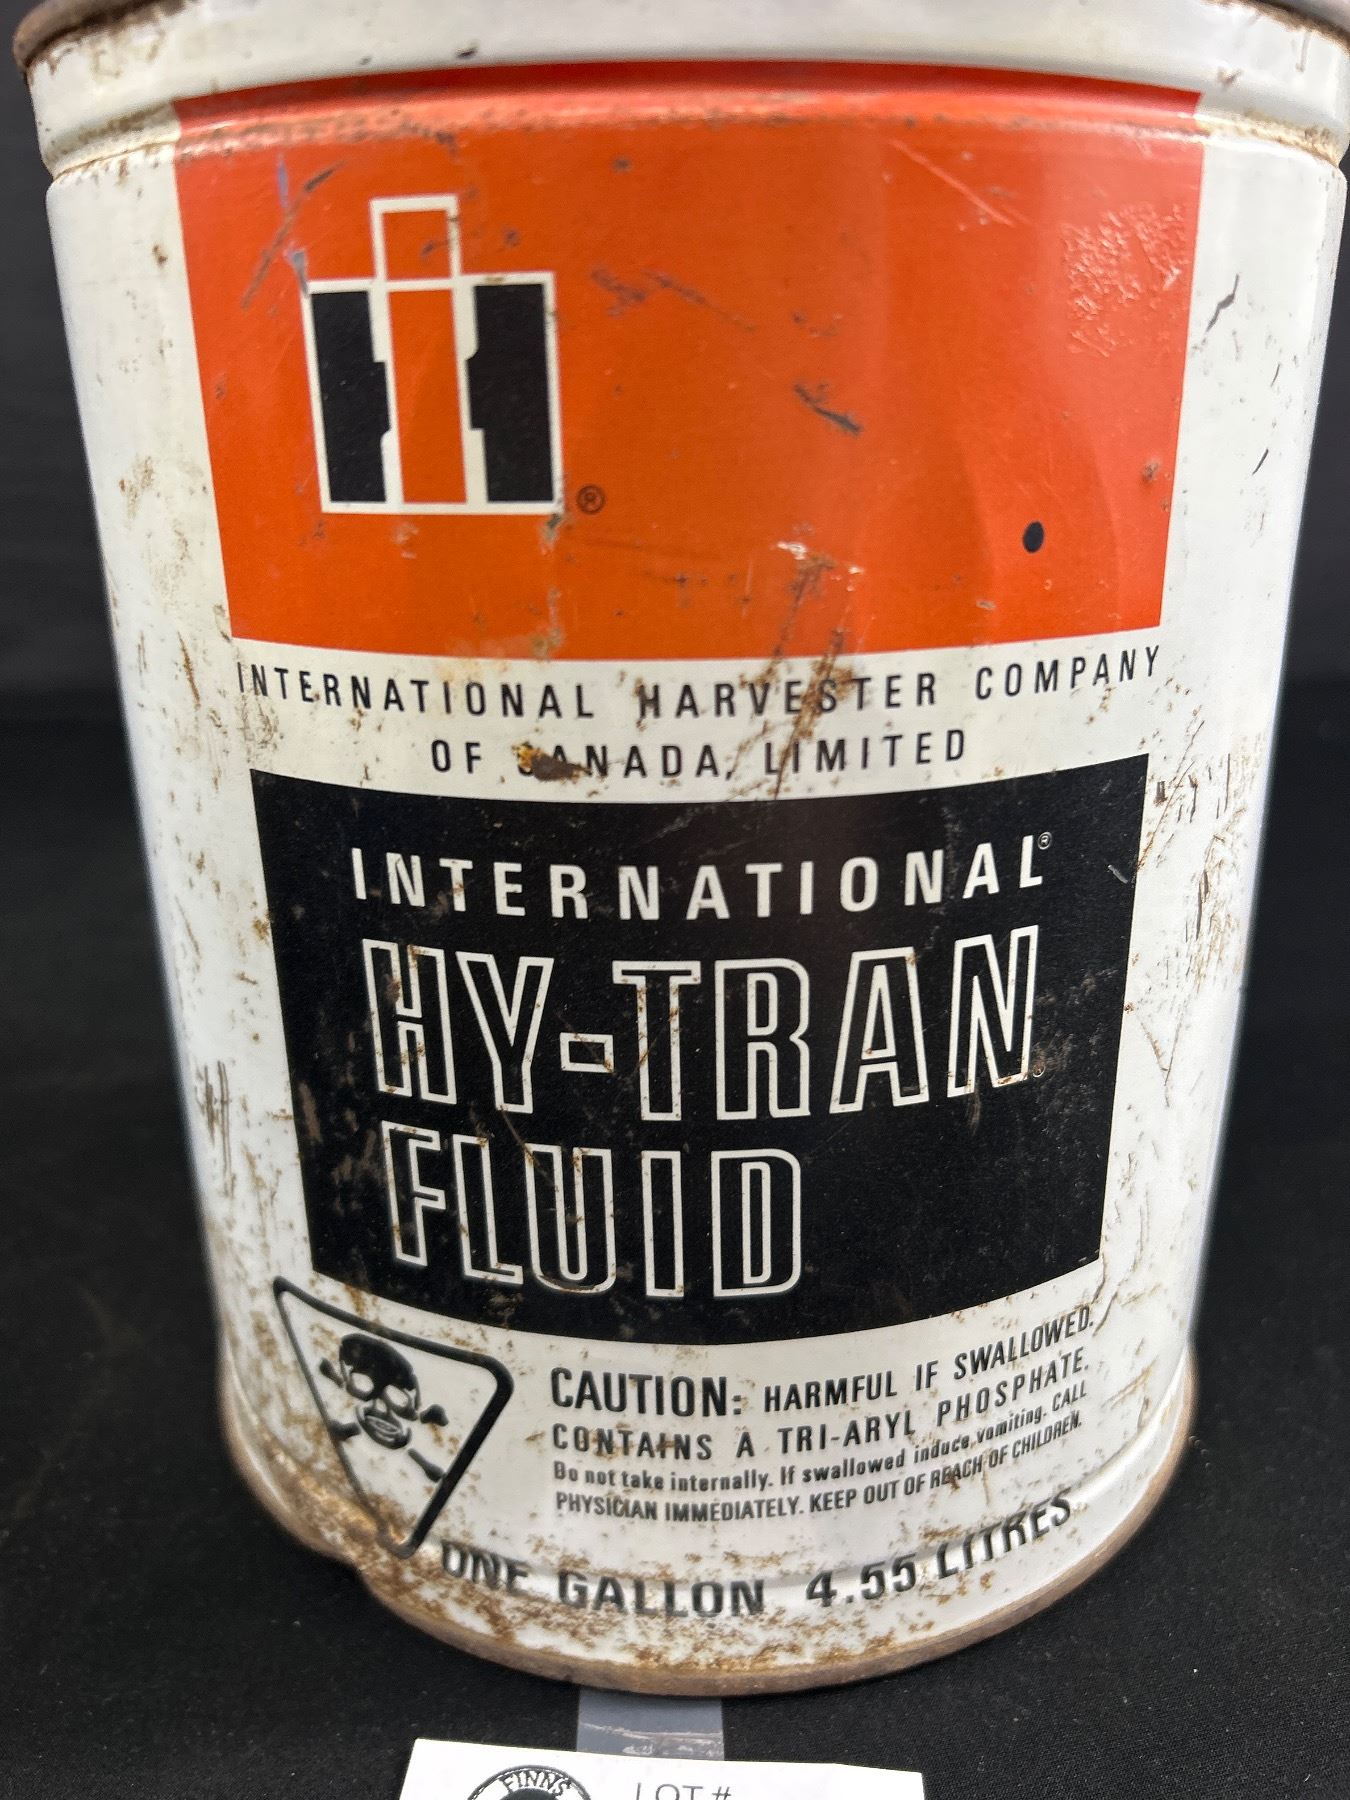 ®
INTERNATIONAL HARVESTER COMPANY
OF CANADA, LIMITED
INTERNATIONAL®
HY-TRAN®
FLUID
CAUTION: HARMFUL IF SWALLOWED.
CONTAINS A TRI-ARYL PHOSPHATE.
Do not take internally. If swallowed induce vomiting. CALL
PHYSICIAN IMMEDIATELY. KEEP OUT OF REACH OF CHILDREN.
ONE GALLON 4.55 LITRES
FINNS
LOT #